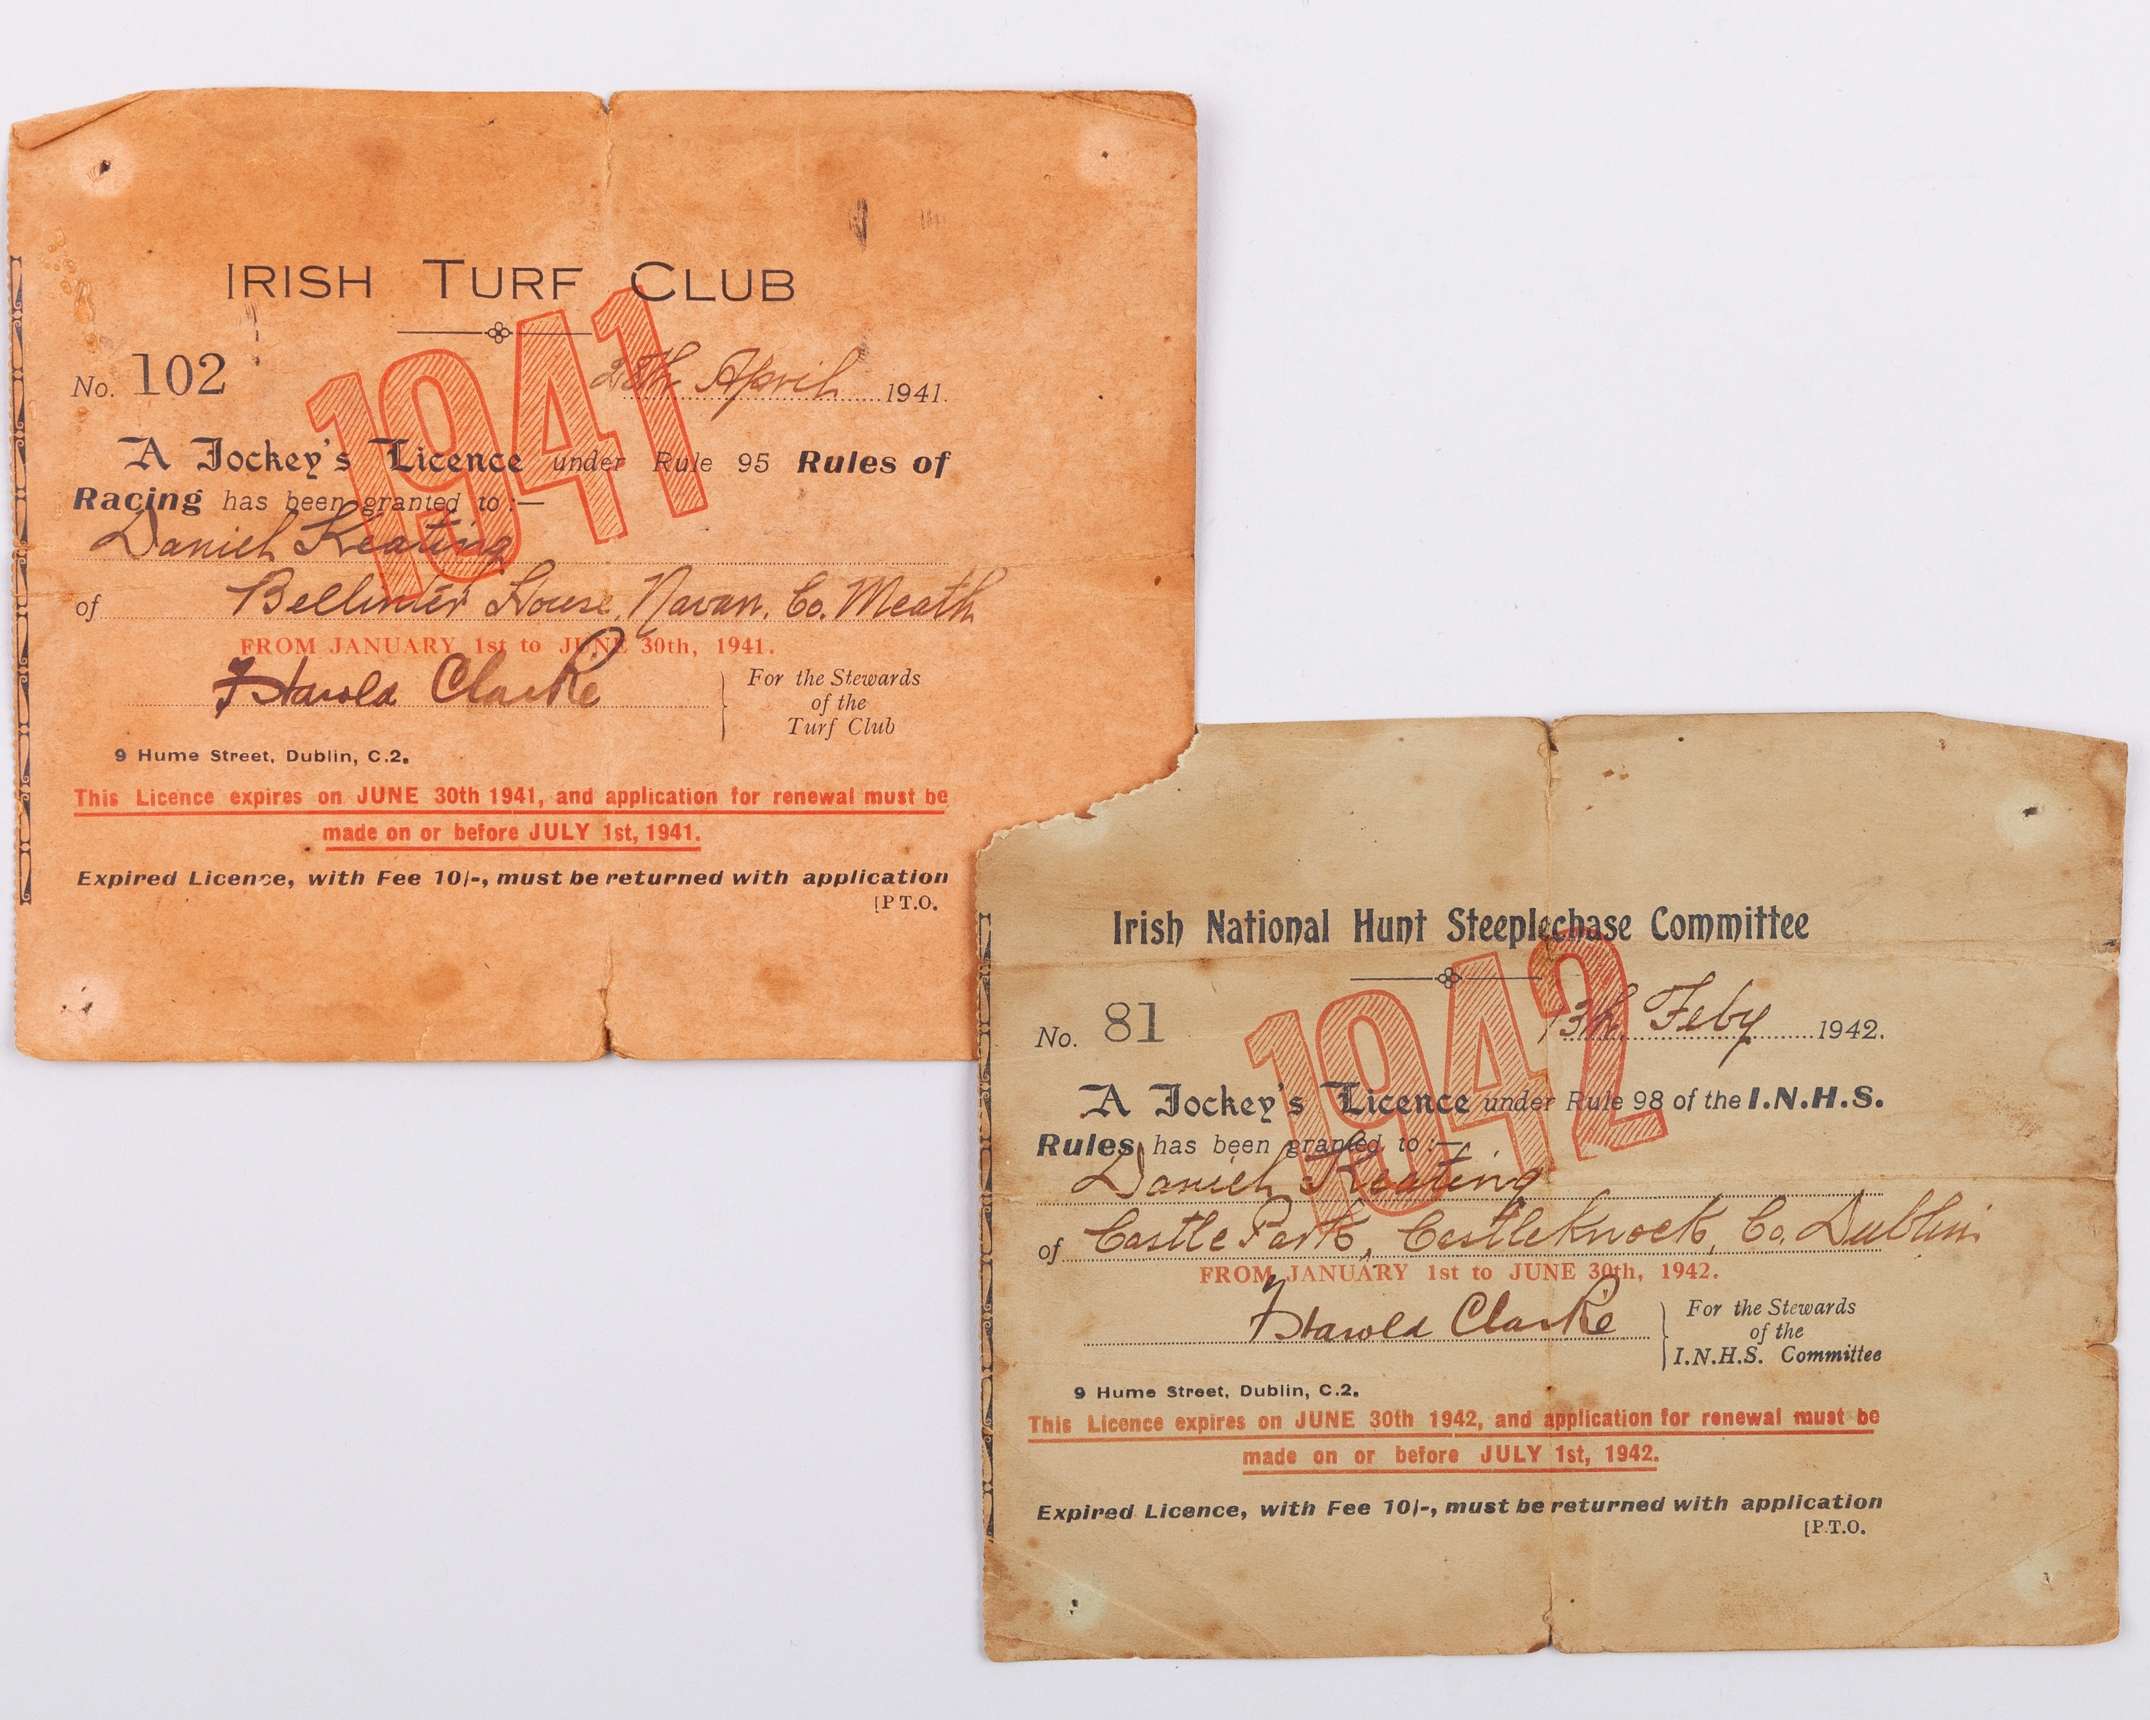 IRISH TURF CLUB
1941
No. 102
28th April 1941.
A Jockey's Licence under Rule 95 Rules of
Racing has been granted to :—
Daniel Keating
of Bellinter House, Navan, Co. Meath
FROM JANUARY 1st to JUNE 30th, 1941.
F Harold Clarke
For the Stewards
of the
Turf Club
9 Hume Street, Dublin, C.2.
This Licence expires on JUNE 30th 1941, and application for renewal must be
made on or before JULY 1st, 1941.
Expired Licence, with Fee 10/-, must be returned with application
[P T.O.
Irish National Hunt Steeplechase Committee
1942
No. 81
13th Feby 1942.
A Jockey's Licence under Rule 98 of the I.N.H.S.
Rules has been granted to :—
Daniel Keating
of Castle Park, Castleknock, Co. Dublin
FROM JANUARY 1st to JUNE 30th, 1942.
F Harold Clarke
For the Stewards
of the
I.N.H.S. Committee
9 Hume Street, Dublin, C.2.
This Licence expires on JUNE 30th 1942, and application for renewal must be
made on or before JULY 1st, 1942.
Expired Licence, with Fee 10/-, must be returned with application
[P.T.O.